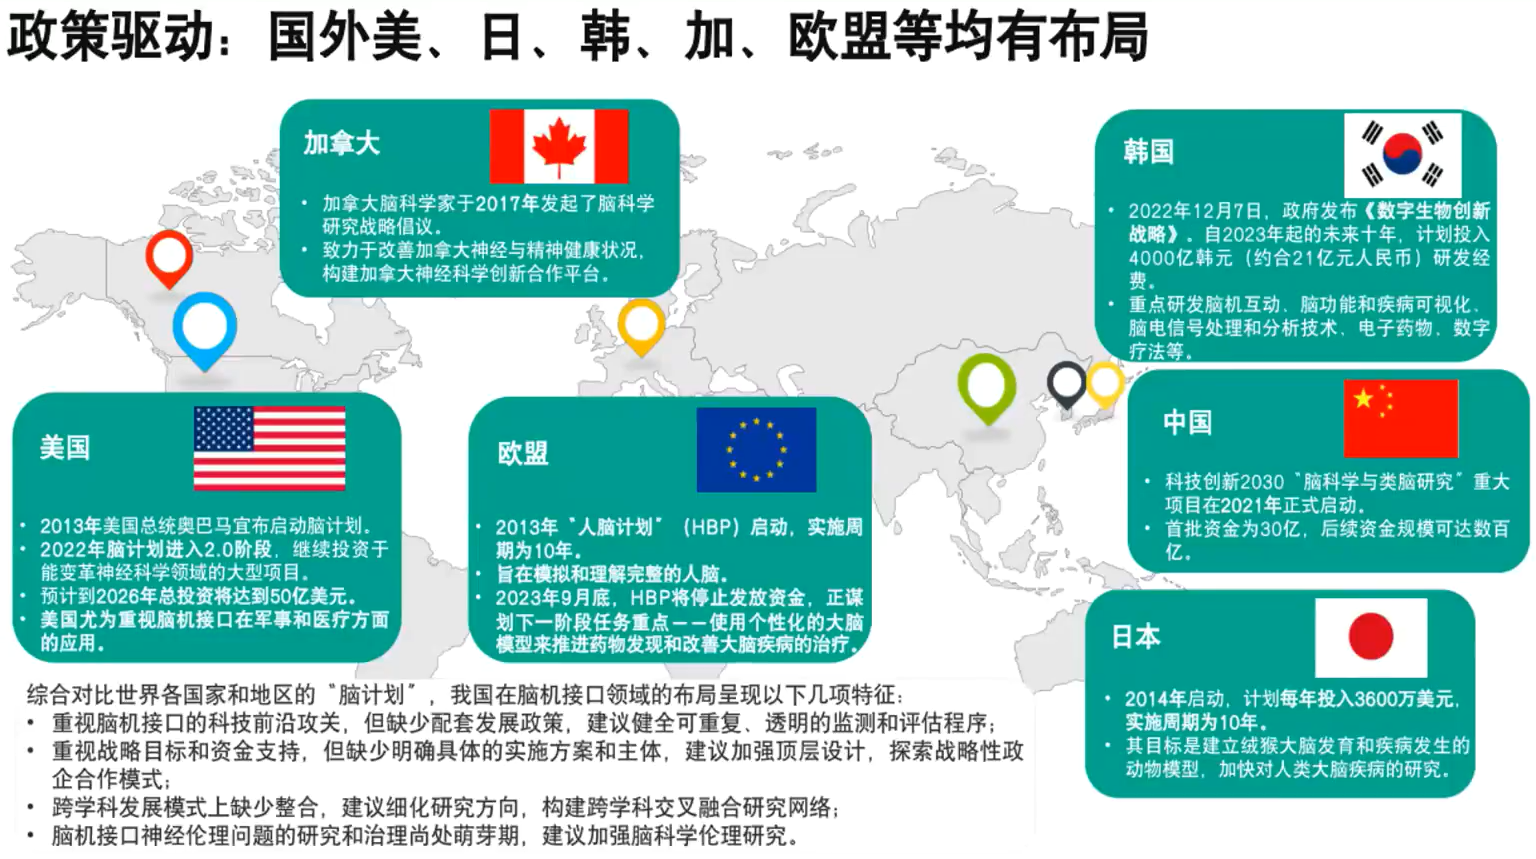 政策驱动：国外美、日、韩、加、欧盟等均有布局
加拿大
• 加拿大脑科学家于2017年发起了脑科学
研究战略倡议。
• 致力于改善加拿大神经与精神健康状况，
构建加拿大神经科学创新合作平台。
韩国
• 2022年12月7日，政府发布《数字生物创新
战略》。自2023年起的未来十年，计划投入
4000亿韩元（约合21亿元人民币）研发经
费。
• 重点研发脑机互动、脑功能和疾病可视化、
脑电信号处理和分析技术、电子药物、数字
疗法等。
美国
• 2013年美国总统奥巴马宣布启动脑计划。
• 2022年脑计划进入2.0阶段，继续投资于
能变革神经科学领域的大型项目。
• 预计到2026年总投资将达到50亿美元。
• 美国尤为重视脑机接口在军事和医疗方面
的应用。
欧盟
• 2013年“人脑计划”（HBP）启动，实施周
期为10年。
• 旨在模拟和理解完整的人脑。
• 2023年9月底，HBP将停止发放资金，正谋
划下一阶段任务重点——使用个性化的大脑
模型来推进药物发现和改善大脑疾病的治疗。
中国
• 科技创新2030“脑科学与类脑研究”重大
项目在2021年正式启动。
• 首批资金为30亿，后续资金规模可达数百
亿。
日本
• 2014年启动，计划每年投入3600万美元，
实施周期为10年。
• 其目标是建立绒猴大脑发育和疾病发生的
动物模型，加快对人类大脑疾病的研究。
综合对比世界各国家和地区的“脑计划”，我国在脑机接口领域的布局呈现以下几项特征：
• 重视脑机接口的科技前沿攻关，但缺少配套发展政策，建议健全可重复、透明的监测和评估程序；
• 重视战略目标和资金支持，但缺少明确具体的实施方案和主体，建议加强顶层设计，探索战略性政
企合作模式；
• 跨学科发展模式上缺少整合，建议细化研究方向，构建跨学科交叉融合研究网络；
• 脑机接口神经伦理问题的研究和治理尚处萌芽期，建议加强脑科学伦理研究。